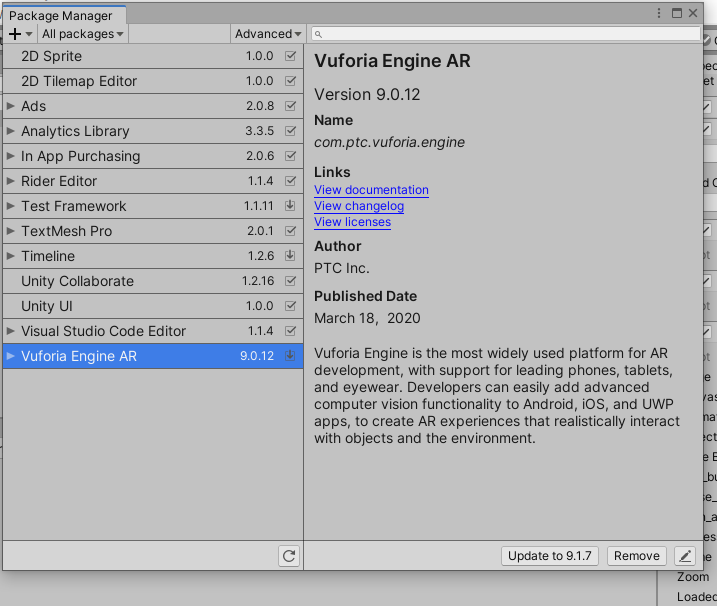 Package Manager
All packages
Advanced
2D Sprite 1.0.0
2D Tilemap Editor 1.0.0
Ads 2.0.8
Analytics Library 3.3.5
In App Purchasing 2.0.6
Rider Editor 1.1.4
Test Framework 1.1.11
TextMesh Pro 2.0.1
Timeline 1.2.6
Unity Collaborate 1.2.16
Unity UI 1.0.0
Visual Studio Code Editor 1.1.4
Vuforia Engine AR 9.0.12
Vuforia Engine AR
Version 9.0.12
Name
com.ptc.vuforia.engine
Links
View documentation
View changelog
View licenses
Author
PTC Inc.
Published Date
March 18, 2020
Vuforia Engine is the most widely used platform for AR
development, with support for leading phones, tablets,
and eyewear. Developers can easily add advanced
computer vision functionality to Android, iOS, and UWP
apps, to create AR experiences that realistically interact
with objects and the environment.
Update to 9.1.7
Remove
Zoom
Loaded